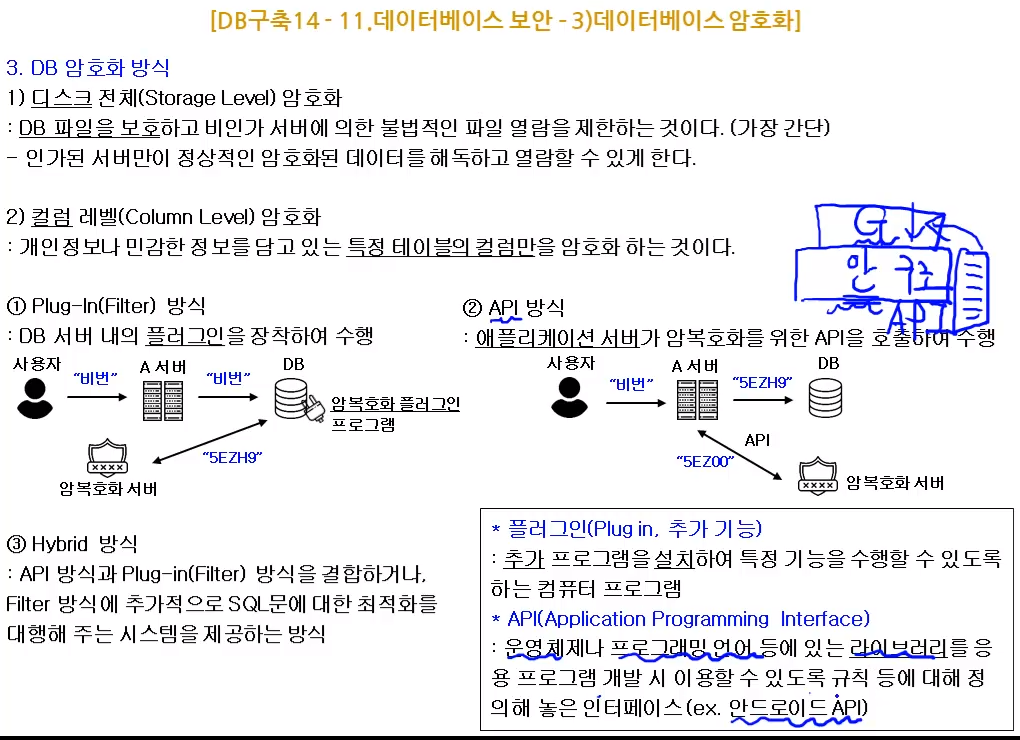 [DB구축14 - 11.데이터베이스 보안 - 3)데이터베이스 암호화]
3. DB 암호화 방식
1) 디스크 전체(Storage Level) 암호화
: DB 파일을 보호하고 비인가 서버에 의한 불법적인 파일 열람을 제한하는 것이다. (가장 간단)
- 인가된 서버만이 정상적인 암호화된 데이터를 해독하고 열람할 수 있게 한다.
2) 컬럼 레벨(Column Level) 암호화
: 개인정보나 민감한 정보를 담고 있는 특정 테이블의 컬럼만을 암호화 하는 것이다.
G
안 구조
API
① Plug-In(Filter) 방식
: DB 서버 내의 플러그인을 장착하여 수행
사용자
"비번"
A 서버
"비번"
DB
암복호화 플러그인
프로그램
"5EZH9"
암복호화 서버
② API 방식
: 애플리케이션 서버가 암복호화를 위한 API을 호출하여 수행
사용자
"비번"
A 서버
"5EZH9"
DB
API
"5EZ00"
암복호화 서버
③ Hybrid 방식
: API 방식과 Plug-in(Filter) 방식을 결합하거나,
Filter 방식에 추가적으로 SQL문에 대한 최적화를
대행해 주는 시스템을 제공하는 방식
* 플러그인(Plug in, 추가 기능)
: 추가 프로그램을 설치하여 특정 기능을 수행할 수 있도록
하는 컴퓨터 프로그램
* API(Application Programming Interface)
: 운영체제나 프로그래밍 언어 등에 있는 라이브러리를 응
용 프로그램 개발 시 이용할 수 있도록 규칙 등에 대해 정
의해 놓은 인터페이스(ex. 안드로이드 API)